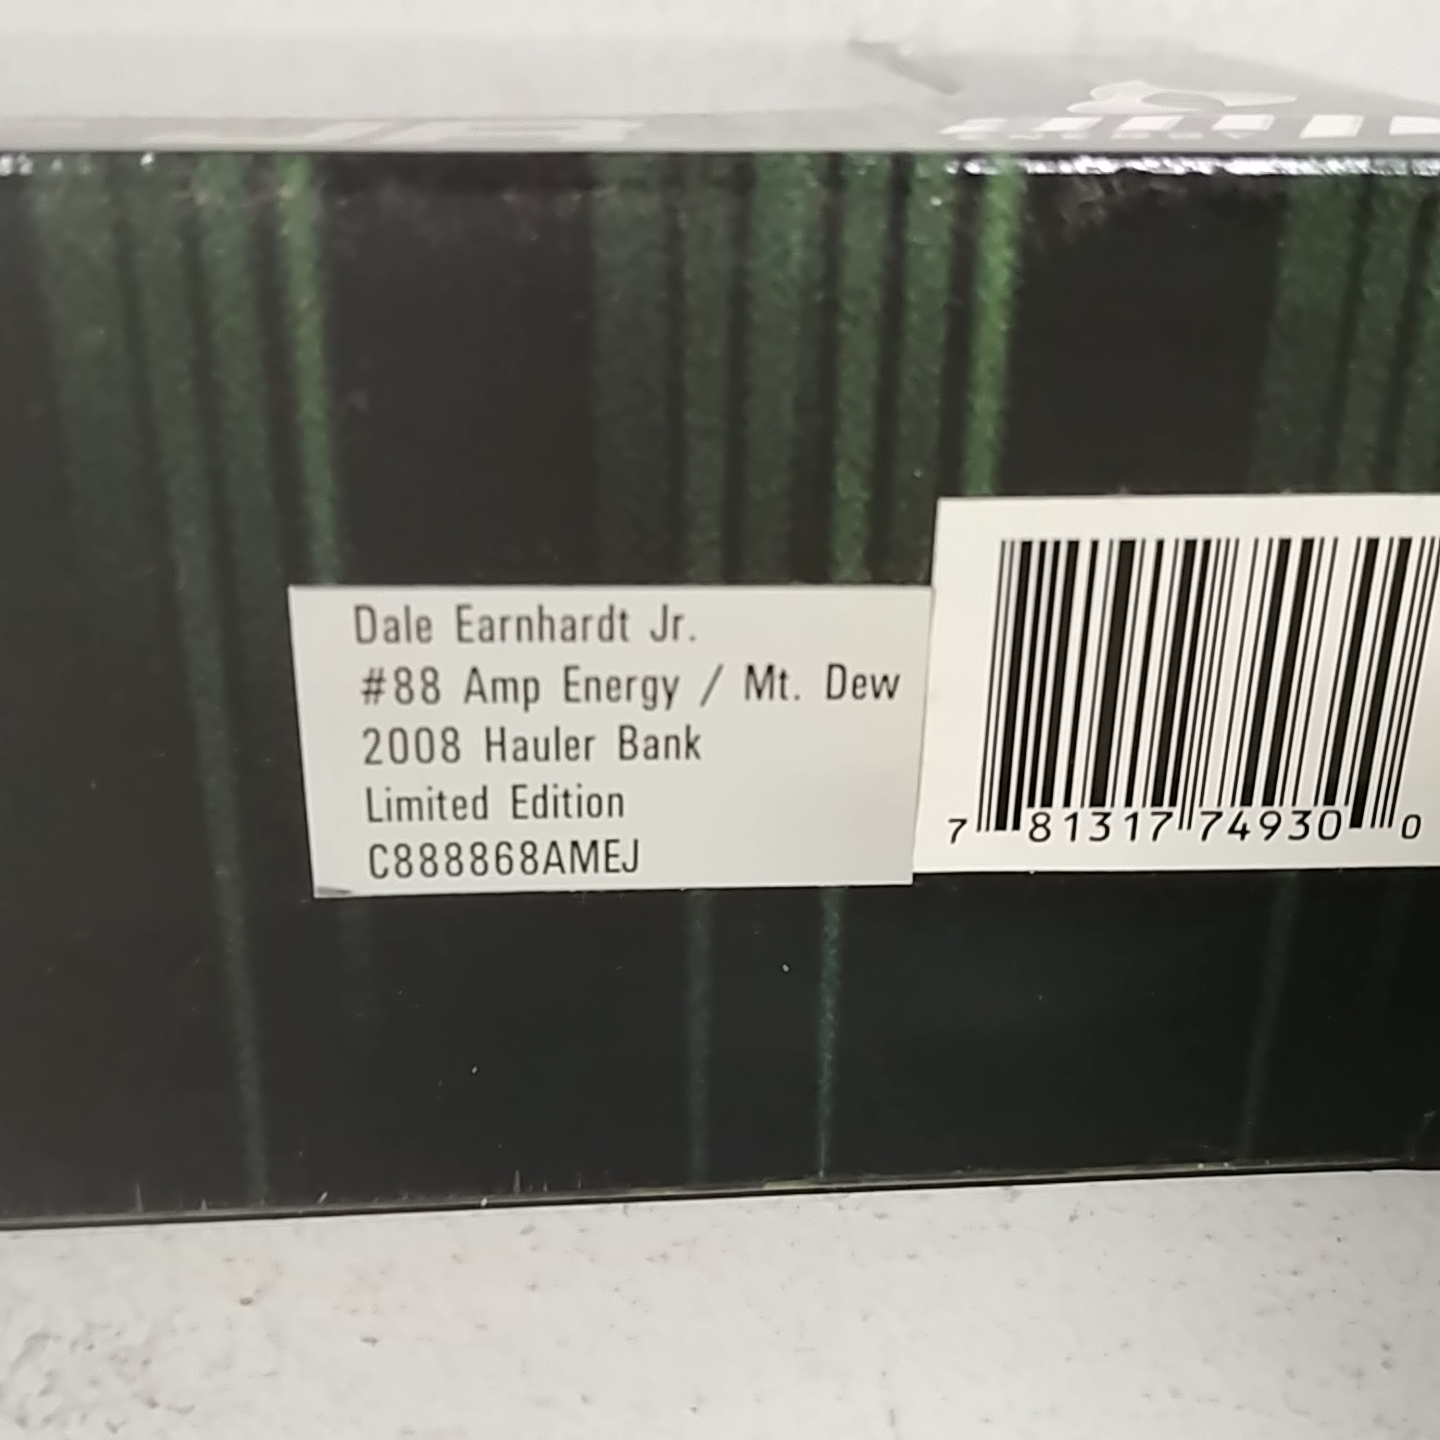 Dale Earnhardt Jr.
#88 Amp Energy / Mt. Dew
2008 Hauler Bank
Limited Edition
C888868AMEJ
7 81317 74930 0